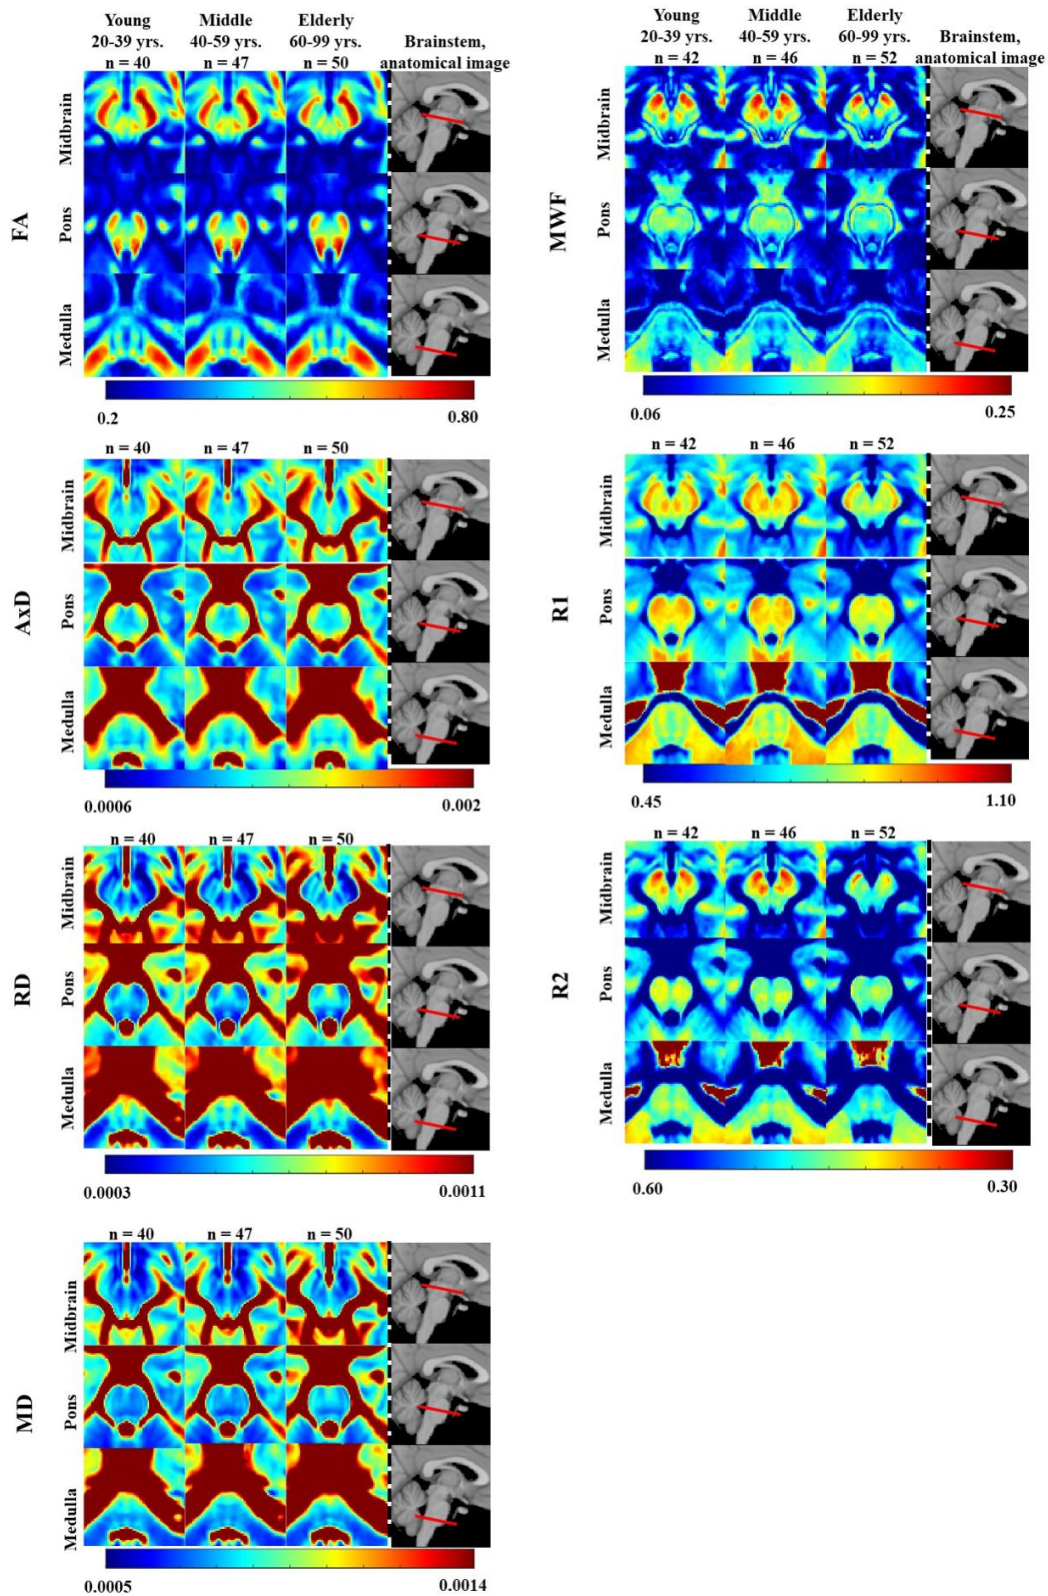 Young
20-39 yrs.
n = 40
Middle
40-59 yrs.
n = 47
Elderly
60-99 yrs.
n = 50
Brainstem,
anatomical image
FA
Midbrain
Pons
Medulla
0.2
0.80
n = 40
n = 47
n = 50
AxD
Midbrain
Pons
Medulla
0.0006
0.002
n = 40
n = 47
n = 50
RD
Midbrain
Pons
Medulla
0.0003
0.0011
n = 40
n = 47
n = 50
MD
Midbrain
Pons
Medulla
0.0005
0.0014
Young
20-39 yrs.
n = 42
Middle
40-59 yrs.
n = 46
Elderly
60-99 yrs.
n = 52
Brainstem,
anatomical image
MWF
Midbrain
Pons
Medulla
0.06
0.25
n = 42
n = 46
n = 52
R1
Midbrain
Pons
Medulla
0.45
1.10
n = 42
n = 46
n = 52
R2
Midbrain
Pons
Medulla
0.60
0.30